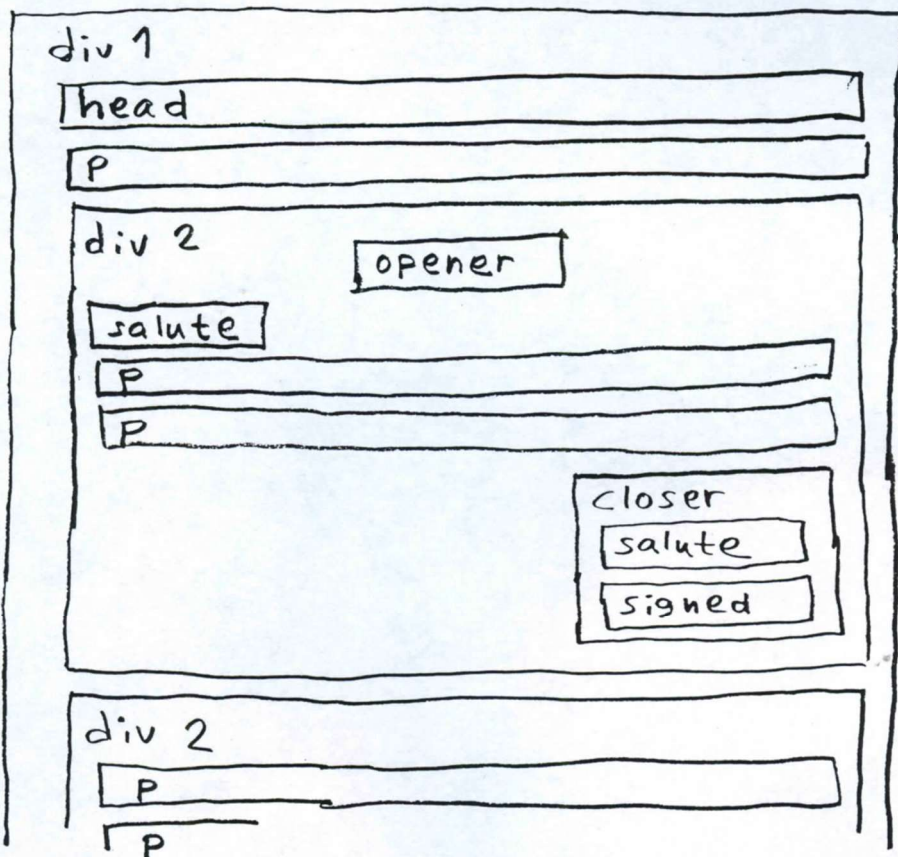 div 1
head
P
div 2
opener
salute
P
P
closer
salute
signed
div 2
P
P